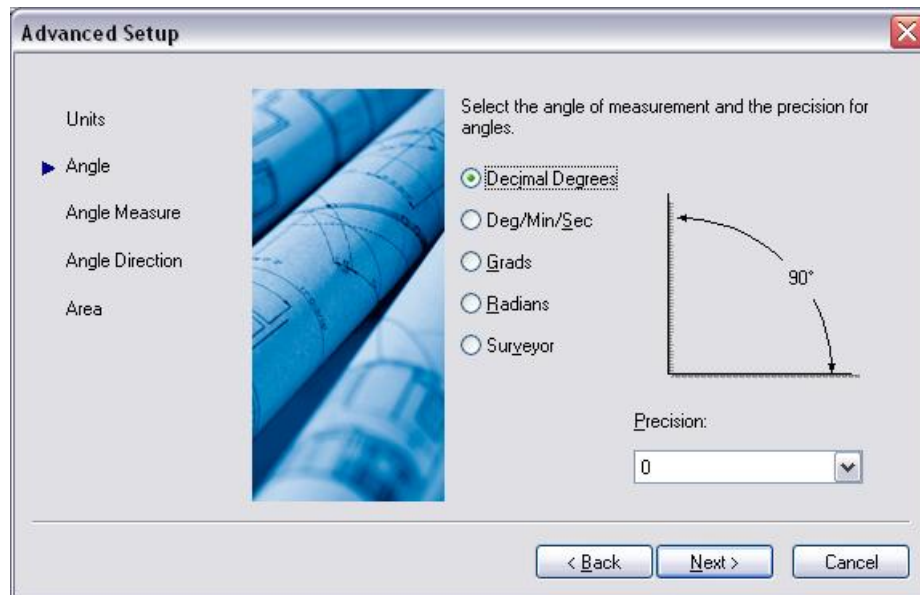 Advanced Setup
Units
Angle
Angle Measure
Angle Direction
Area
Select the angle of measurement and the precision for
angles.
Decimal Degrees
Deg/Min/Sec
Grads
Radians
Surveyor
90°
Precision:
0
< Back
Next >
Cancel